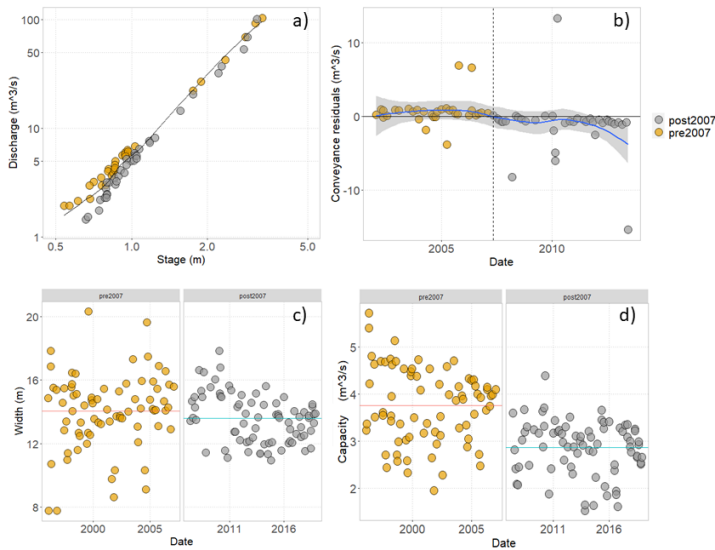 a)
100
10
5
1
Discharge (m^3/s)
0.5
1.0
2.0
5.0
Stage (m)
b)
10
0
-10
Conveyance residuals (m^3/s)
2005
2010
Date
post2007
pre2007
pre2007
post2007
c)
20
16
12
8
Width (m)
2000
2005
2011
2016
Date
pre2007
post2007
d)
5
4
3
2
Capacity (m^3/s)
2000
2005
2011
2016
Date